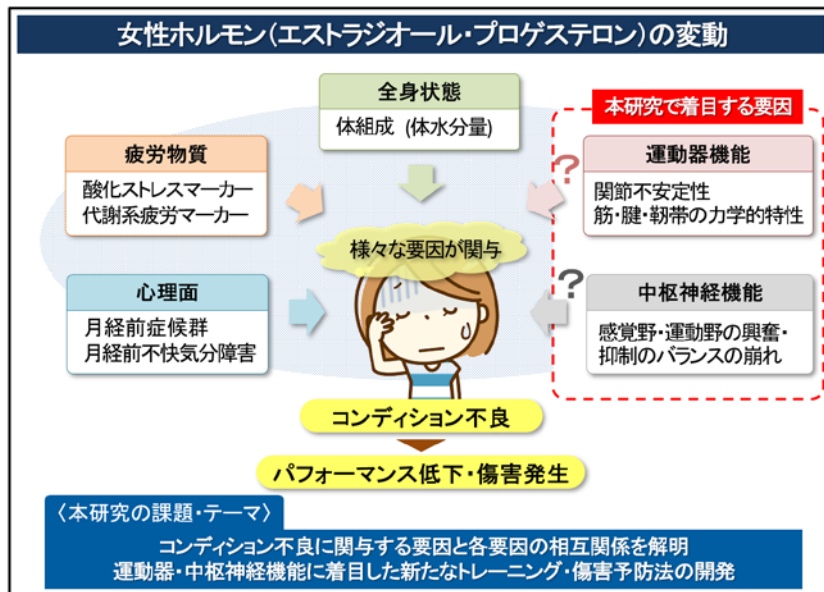 女性ホルモン(エストラジオール・プロゲステロン)の変動
全身状態
体組成 (体水分量)
本研究で着目する要因
疲労物質
酸化ストレスマーカー
代謝系疲労マーカー
?
運動器機能
関節不安定性
筋・腱・靭帯の力学的特性
様々な要因が関与
心理面
月経前症候群
月経前不快気分障害
?
中枢神経機能
感覚野・運動野の興奮・
抑制のバランスの崩れ
コンディション不良
パフォーマンス低下・傷害発生
〈本研究の課題・テーマ〉
コンディション不良に関与する要因と各要因の相互関係を解明
運動器・中枢神経機能に着目した新たなトレーニング・傷害予防法の開発